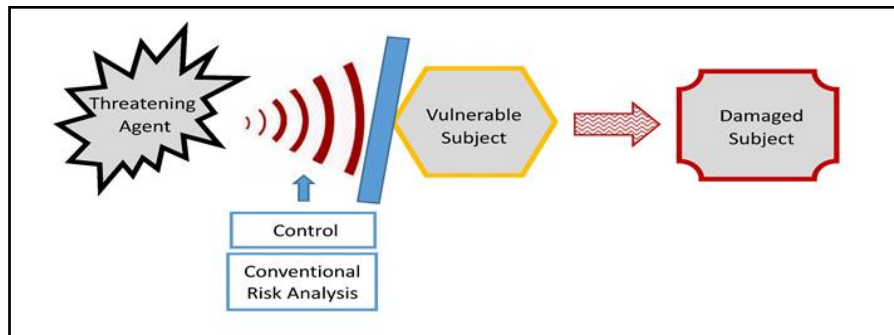 Threatening
Agent
Vulnerable
Subject
Damaged
Subject
Control
Conventional
Risk Analysis